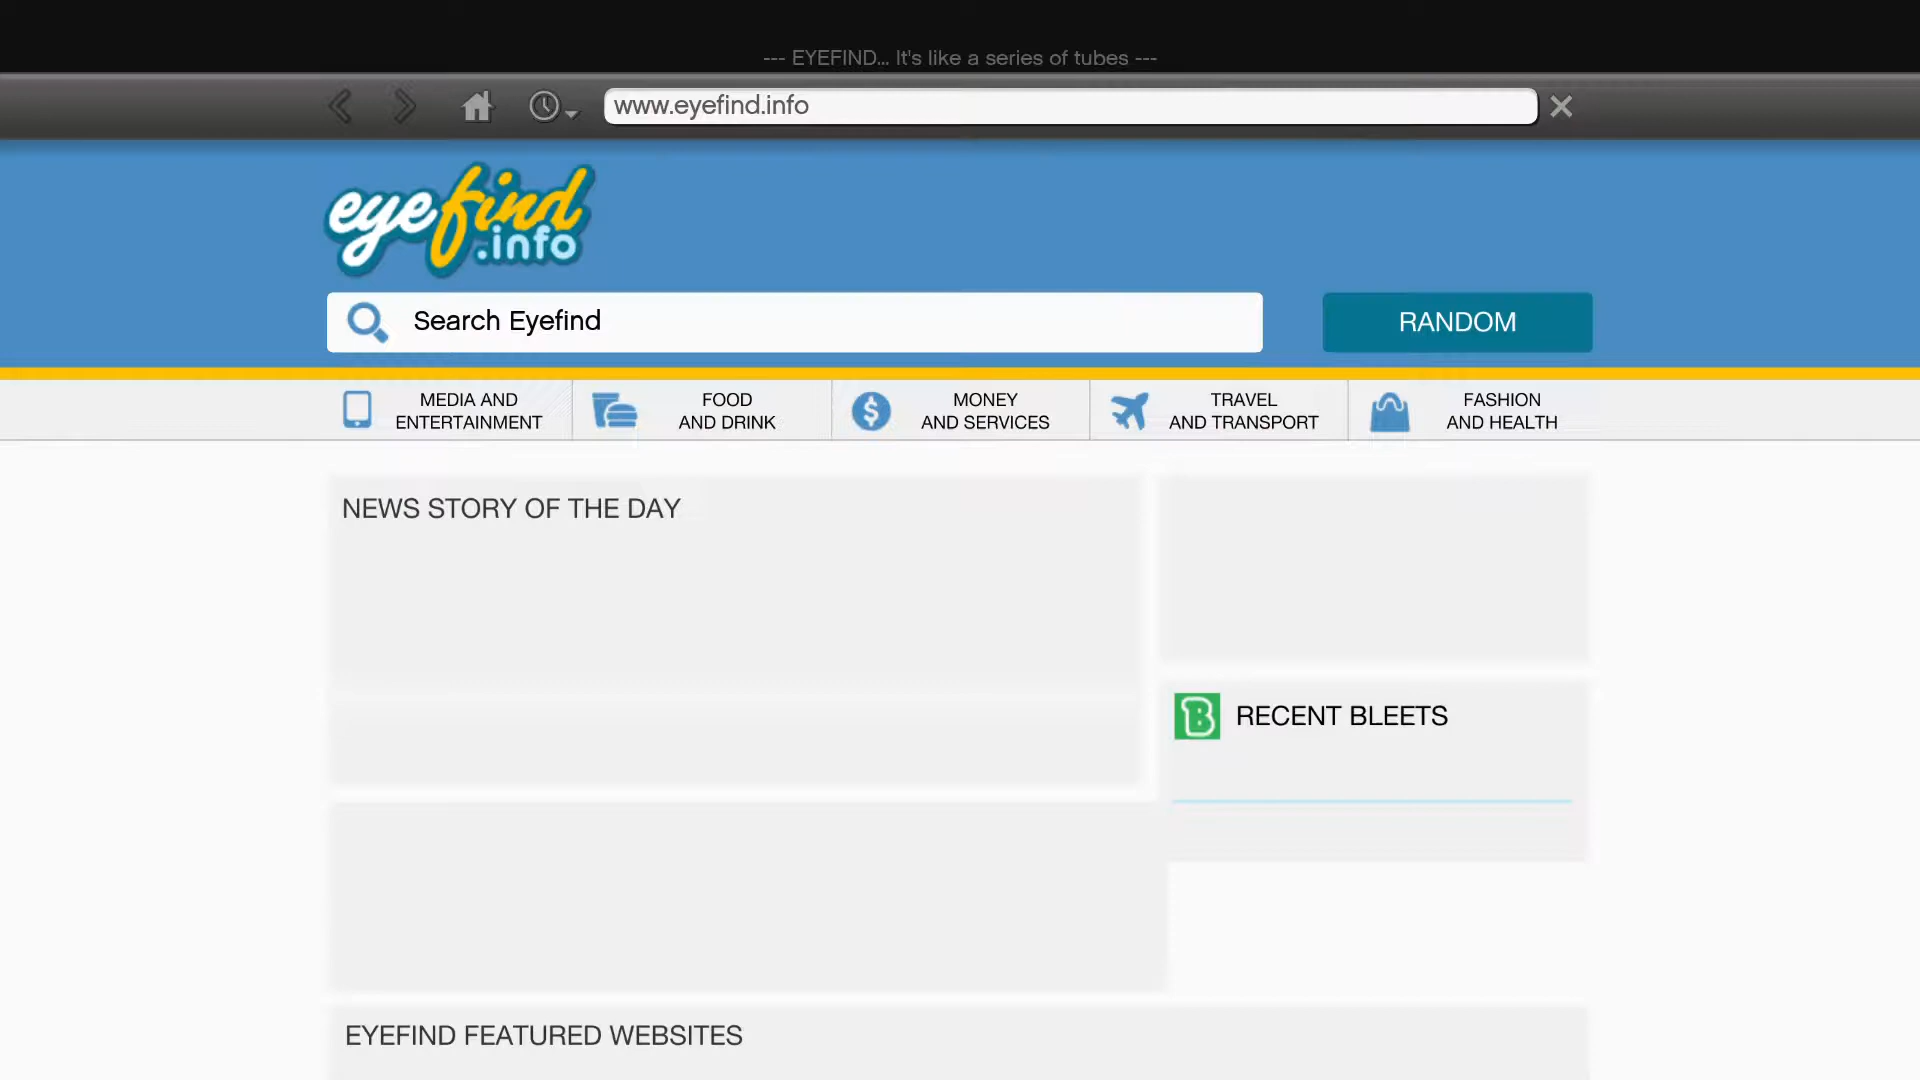 --- EYEFIND... It's like a series of tubes ---
www.eyefind.info
eyefind
.info
Search Eyefind
RANDOM
MEDIA AND
ENTERTAINMENT
FOOD
AND DRINK
MONEY
AND SERVICES
TRAVEL
AND TRANSPORT
FASHION
AND HEALTH
NEWS STORY OF THE DAY
B RECENT BLEETS
EYEFIND FEATURED WEBSITES